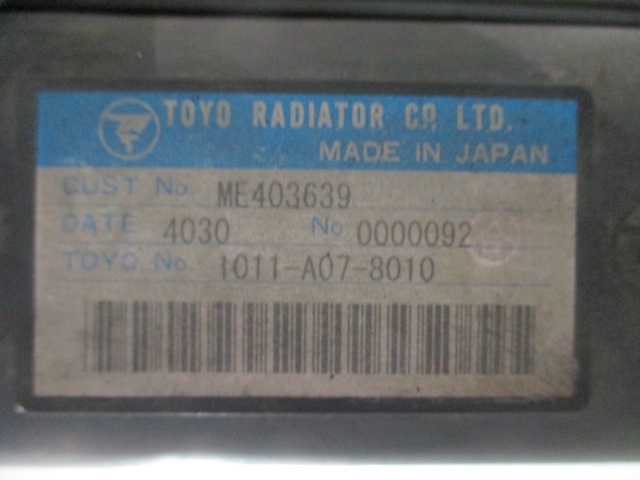 TOYO RADIATOR CO. LTD.
MADE IN JAPAN
CUST No. ME403639
DATE 4030 No. 0000092
TOYO No. 1011-A07-8010